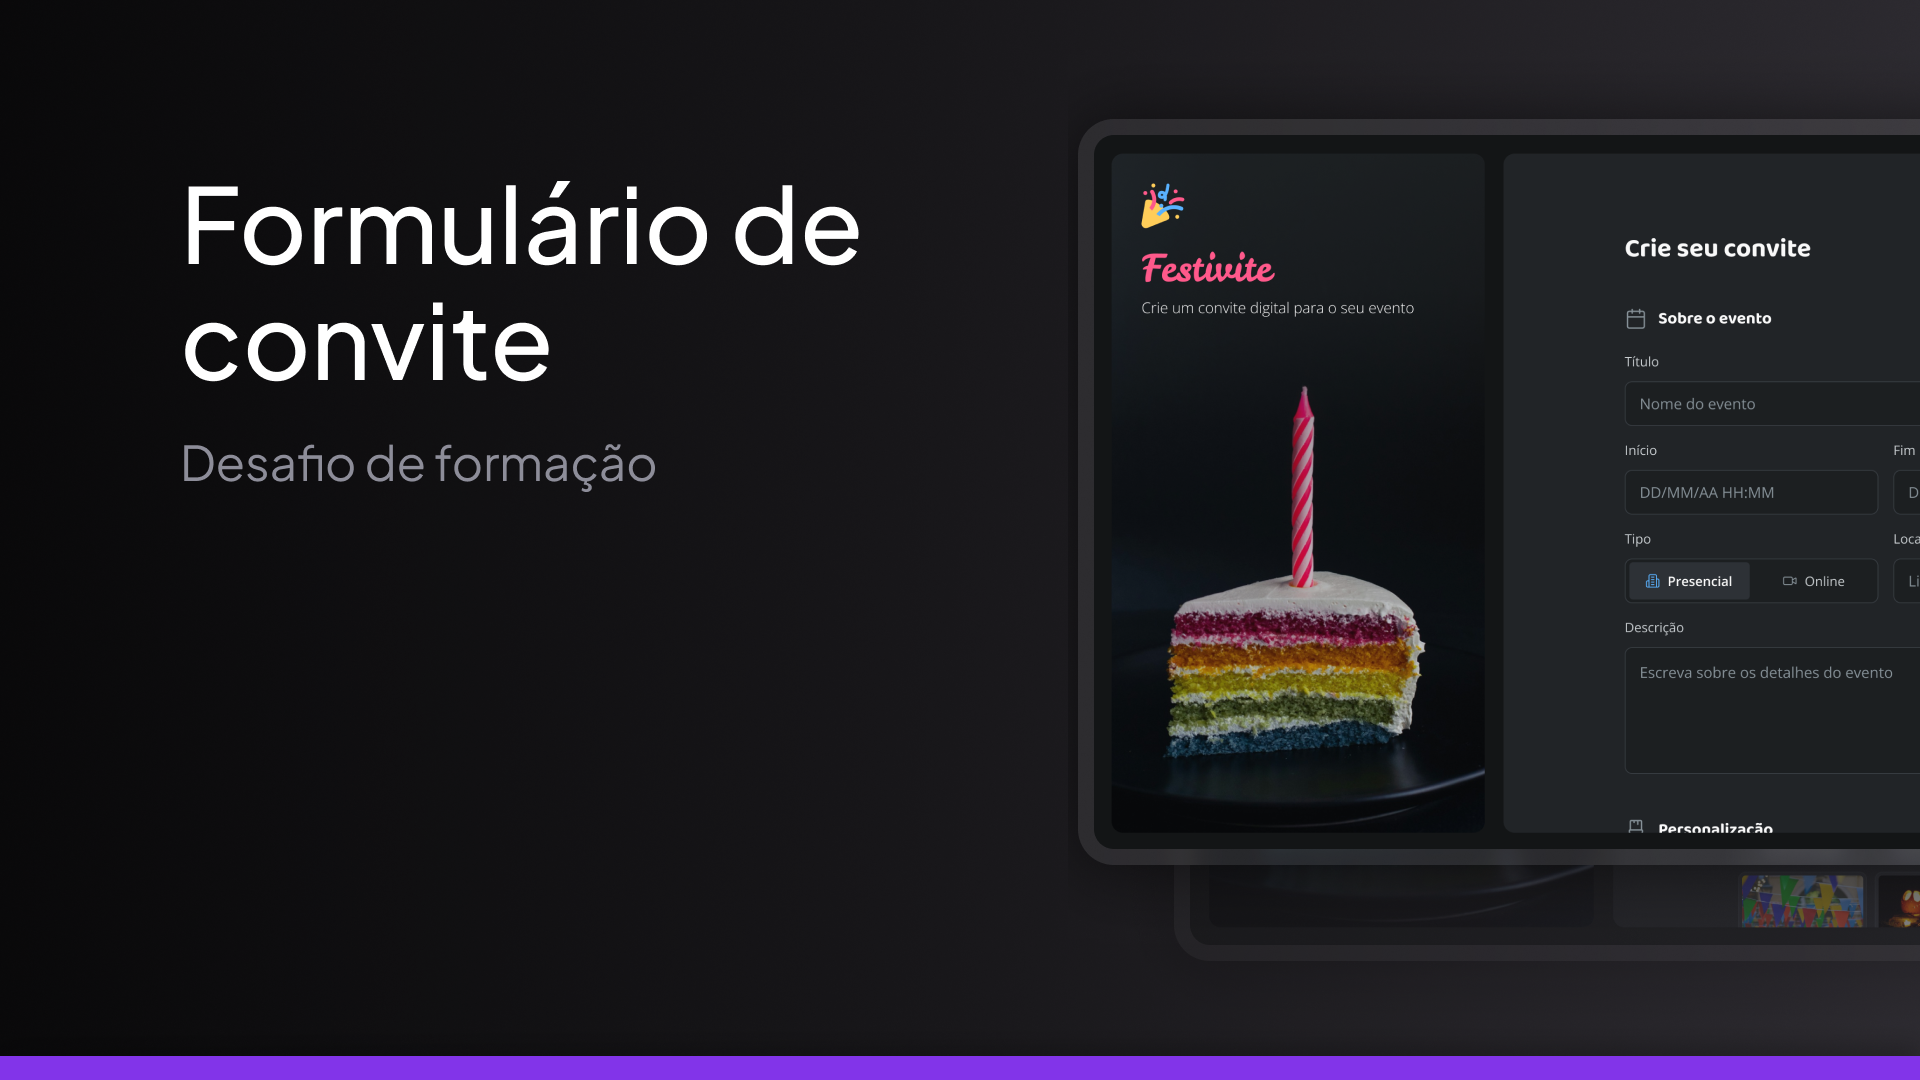 Formulário de
convite
Desafio de formação
Festivite
Crie um convite digital para o seu evento
Crie seu convite
Sobre o evento
Título
Nome do evento
Início
Fim
DD/MM/AA HH:MM
D
Tipo
Loca
Presencial
Online
Li
Descrição
Escreva sobre os detalhes do evento
Personalização